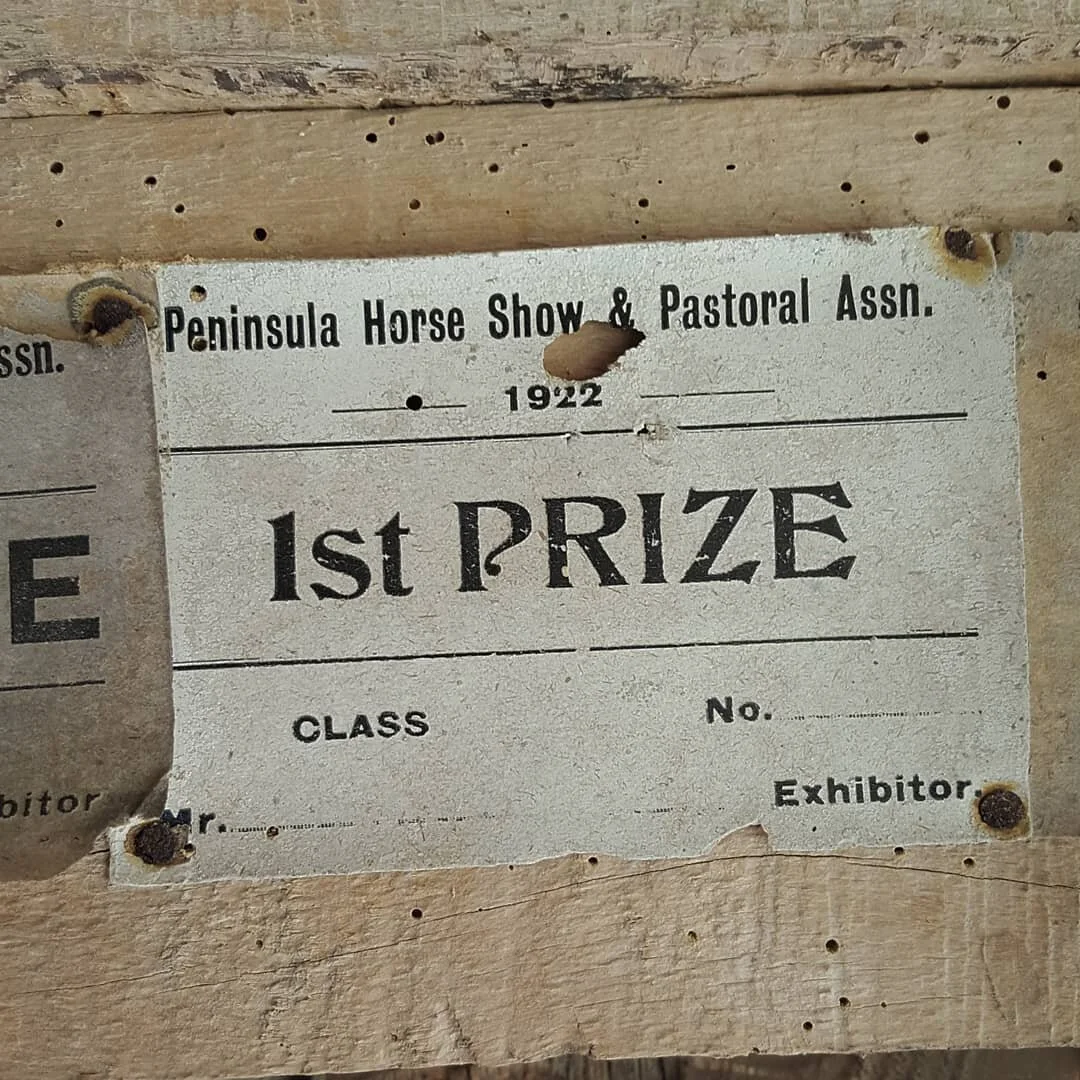 Peninsula Horse Show & Pastoral Assn.
1922
1st PRIZE
CLASS No.
Exhibitor.
Mr.
ssn.
E
bitor